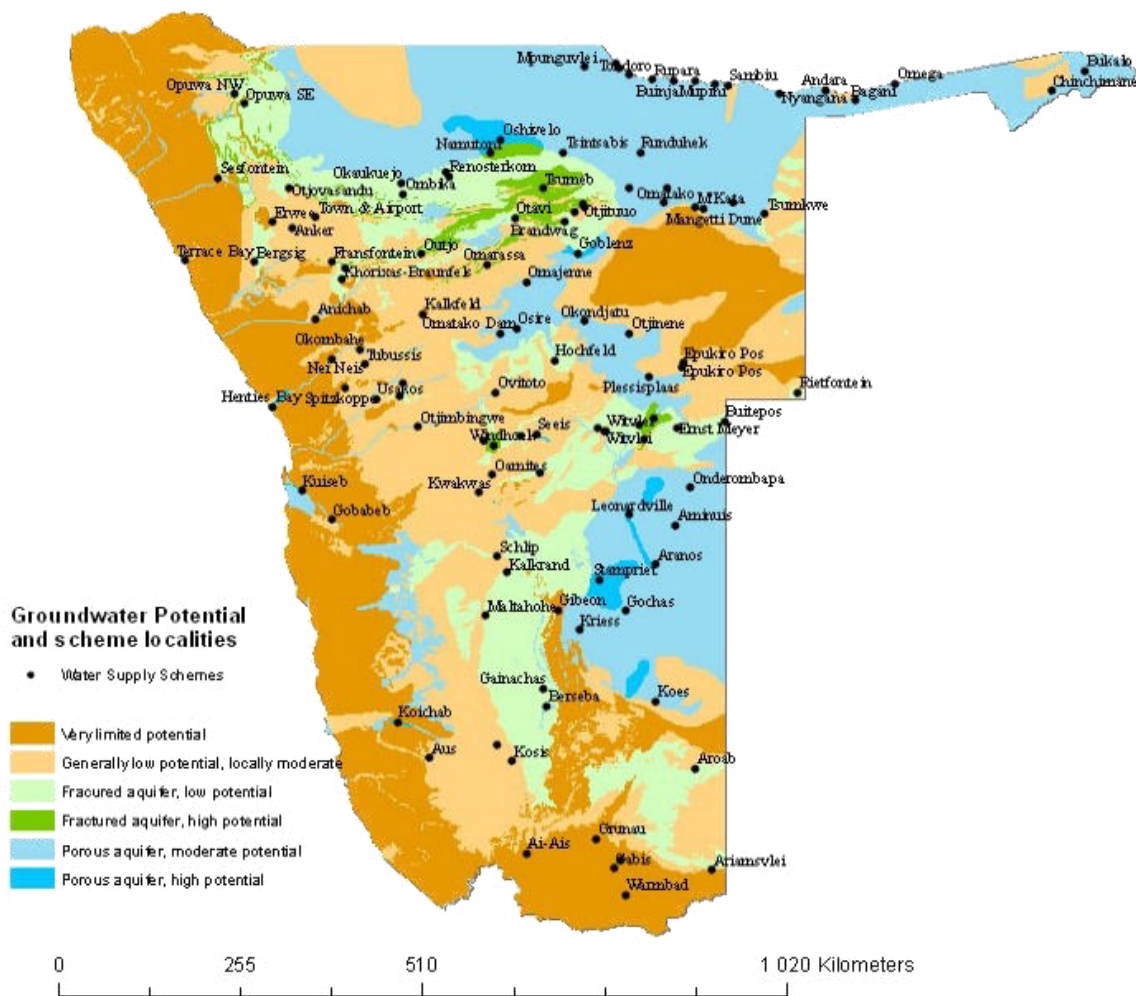 Mpunguvlei
Tondoro
Rupara
Bukalo
Sambiu
Andara
Omega
Chinchimane
Opuwa NW
Buinja
Mupini
Nyangana
Bagani
Opuwa SE
Oshivelo
Namutoni
Tsintsabis
Runduhek
Renosterkom
Sesfontein
Okaukuejo
Ombika
Tsumeb
Otjovasandu
Omatako
M'Kata
Tsumkwe
Town & Airport
Otavi
Otjituuo
Mangetti Dune
Erwee
Anker
Brandwag
Outjo
Terrace Bay
Bergsig
Fransfontein
Goblenz
Omarassa
Khorixas-Braunfels
Omajenne
Anichab
Kalkfeld
Omatako Dam
Osire
Okondjatu
Otjinene
Okombahe
Tubussis
Hochfeld
Epukiro Pos
Nei Neis
Epukiro Pos
Plessisplaas
Rietfontein
Henties Bay
Spitzkoppe
Usakos
Ovitoto
Otjimbingwe
Seeis
Witvlei
Buitepos
Windhoek
Witvlei
Ernst Meyer
Oamites
Kuiseb
Kwakwas
Onderombapa
Gobabeb
Leonardville
Aminuis
Schlip
Kalkrand
Aranos
Stampriet
Groundwater Potential
and scheme localities
Maltahohe
Gibeon
Gochas
Kriess
Water Supply Schemes
Gainachas
Berseba
Koes
Koichab
Very limited potential
Aus
Kosis
Aroab
Generally low potential, locally moderate
Fracured aquifer, low potential
Fractured aquifer, high potential
Grunau
Porous aquifer, moderate potential
Ai-Ais
Gabis
Ariamsvlei
Porous aquifer, high potential
Warmbad
0 255 510 1 020 Kilometers